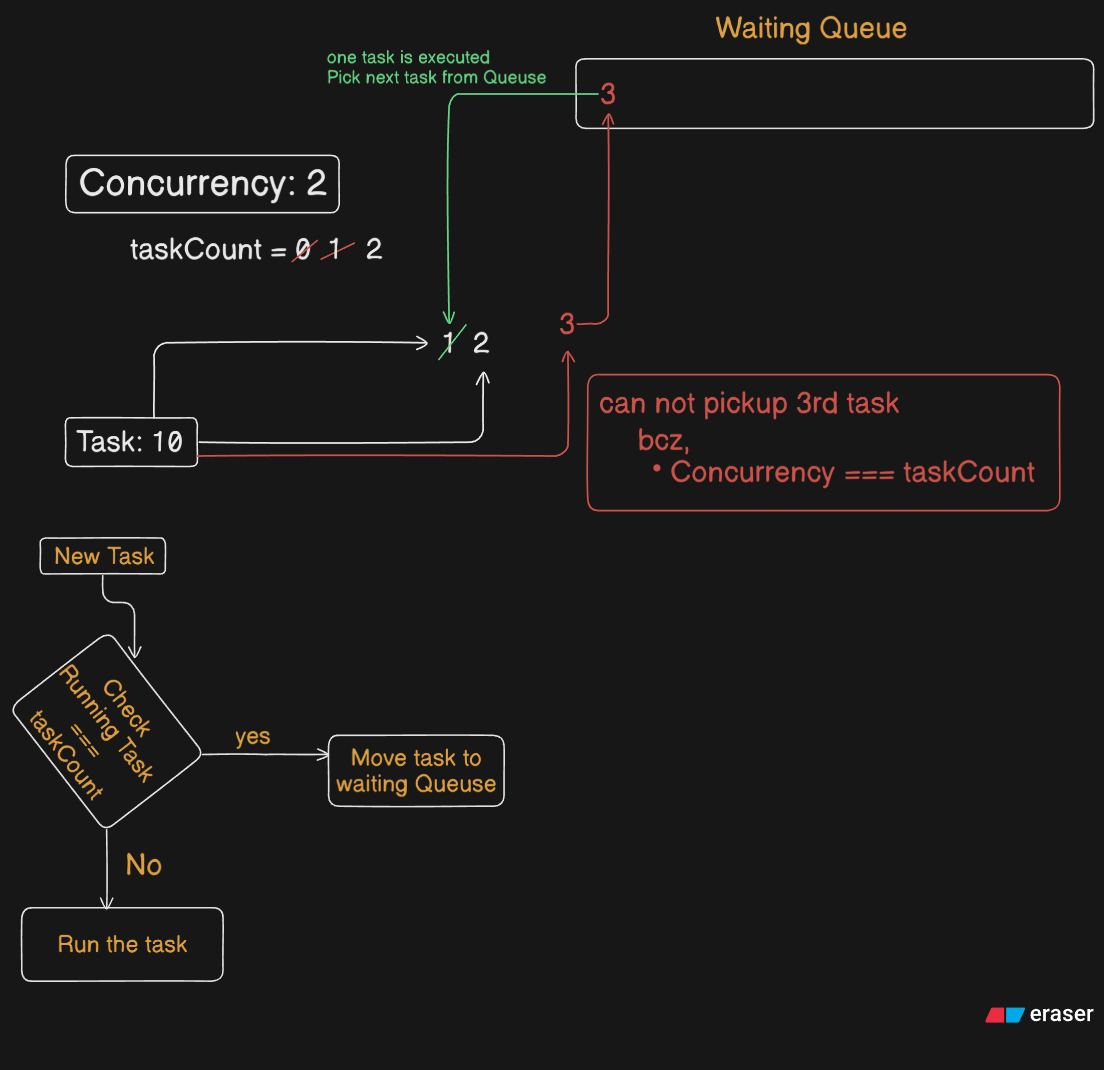 Waiting Queue
one task is executed
Pick next task from Queuse
3
Concurrency: 2
taskCount = 0 1 2
1 2
3
Task: 10
can not pickup 3rd task
bcz,
• Concurrency === taskCount
New Task
Check
Running Task
===
taskCount
yes
Move task to
waiting Queuse
No
Run the task
eraser